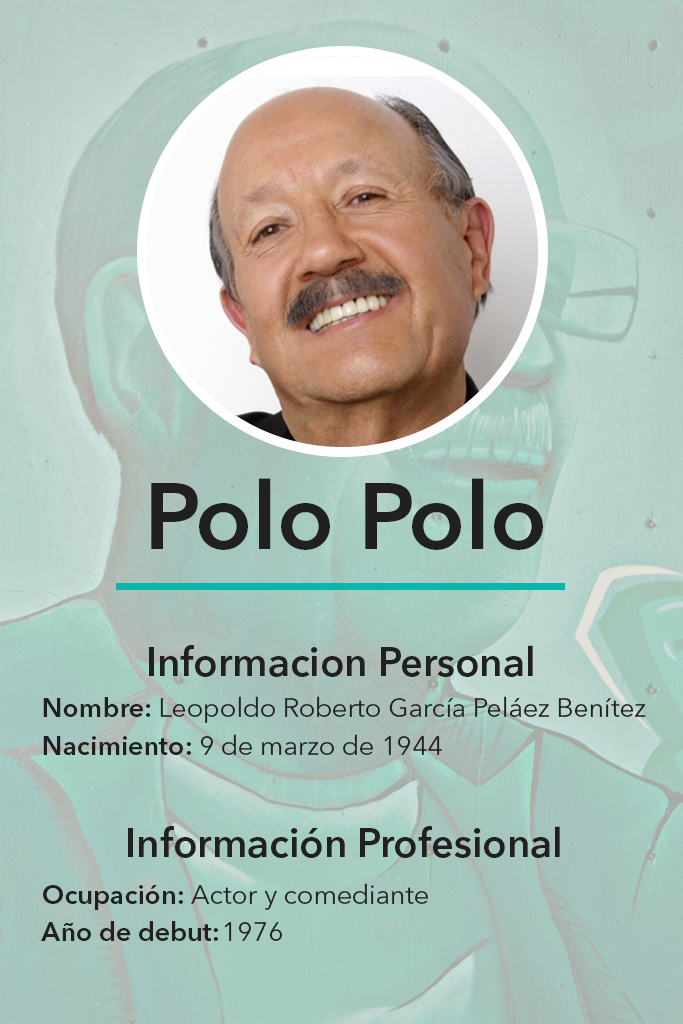 Polo Polo
Informacion Personal
Nombre: Leopoldo Roberto García Peláez Benítez
Nacimiento: 9 de marzo de 1944
Información Profesional
Ocupación: Actor y comediante
Año de debut: 1976